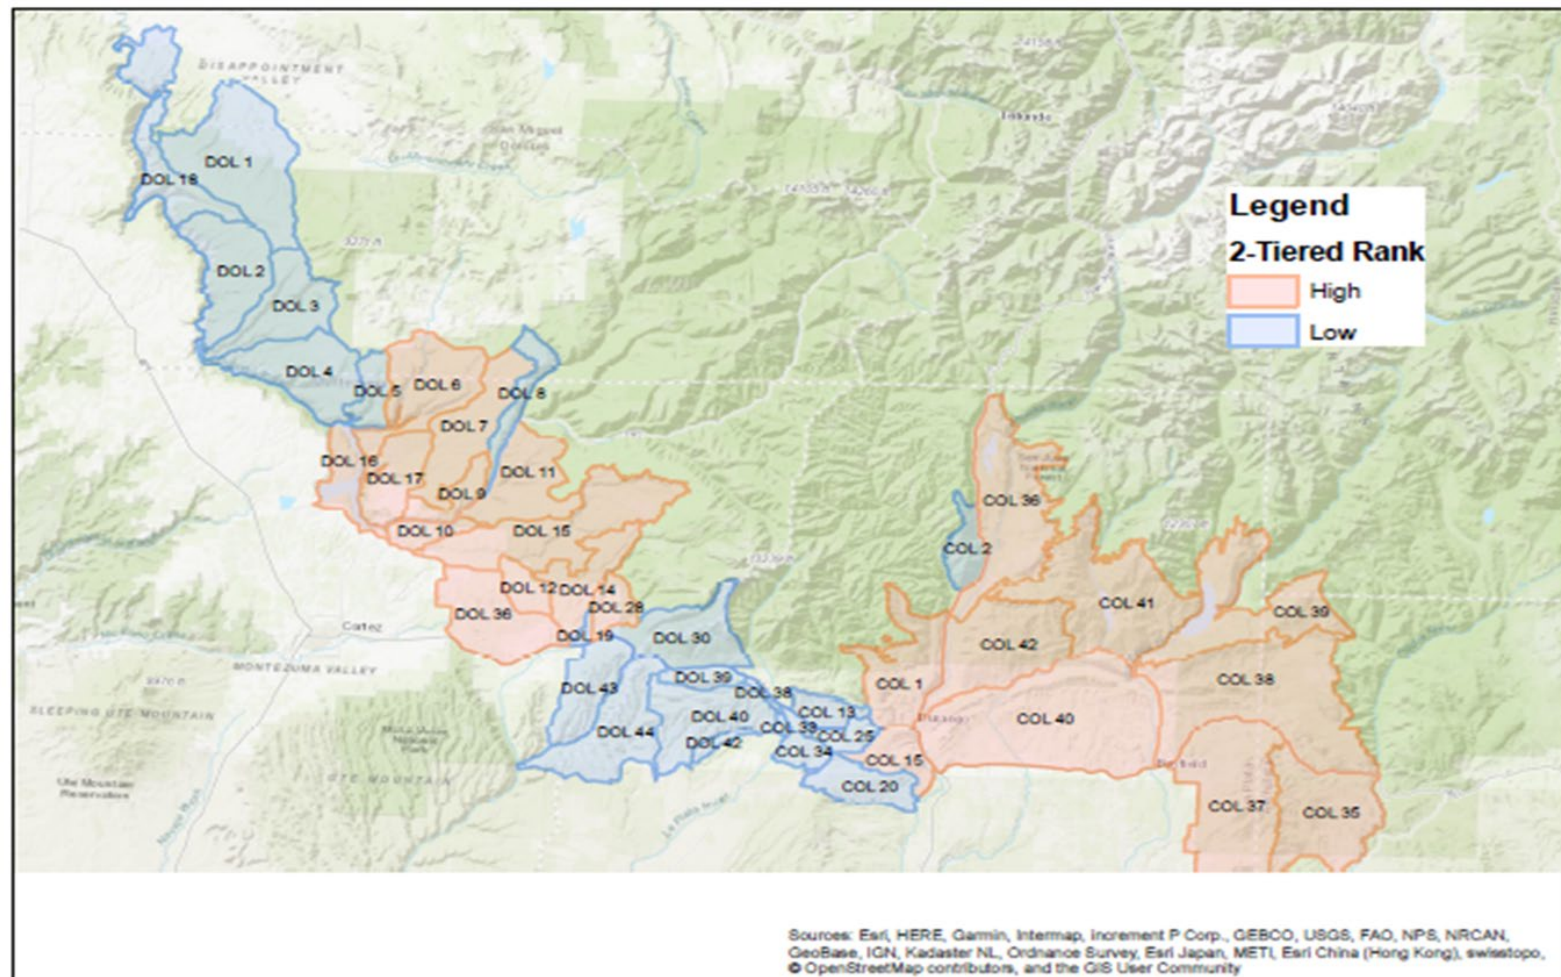 DISAPPOINTMENT
VALLEY
DOL 1
DOL 18
DOL 2
DOL 3
DOL 4
DOL 5
DOL 6
DOL 8
DOL 7
DOL 16
DOL 17
DOL 11
DOL 9
DOL 10
DOL 15
DOL 12
DOL 14
DOL 28
DOL 36
DOL 19
DOL 30
Cortez
MONTEZUMA VALLEY
SLEEPING UTE MOUNTAIN
UTE MOUNTAIN
Ute Mountain
Reservation
DOL 43
DOL 39
DOL 38
DOL 40
DOL 44
DOL 42
COL 13
COL 33
COL 25
COL 34
COL 15
COL 20
COL 36
COL 2
COL 41
COL 39
COL 42
COL 1
COL 38
COL 40
Durango
COL 37
COL 35
Legend
2-Tiered Rank
High
Low
Sources: Esri, HERE, Garmin, Intermap, increment P Corp., GEBCO, USGS, FAO, NPS, NRCAN,
GeoBase, IGN, Kadaster NL, Ordnance Survey, Esri Japan, METI, Esri China (Hong Kong), swisstopo,
© OpenStreetMap contributors, and the GIS User Community